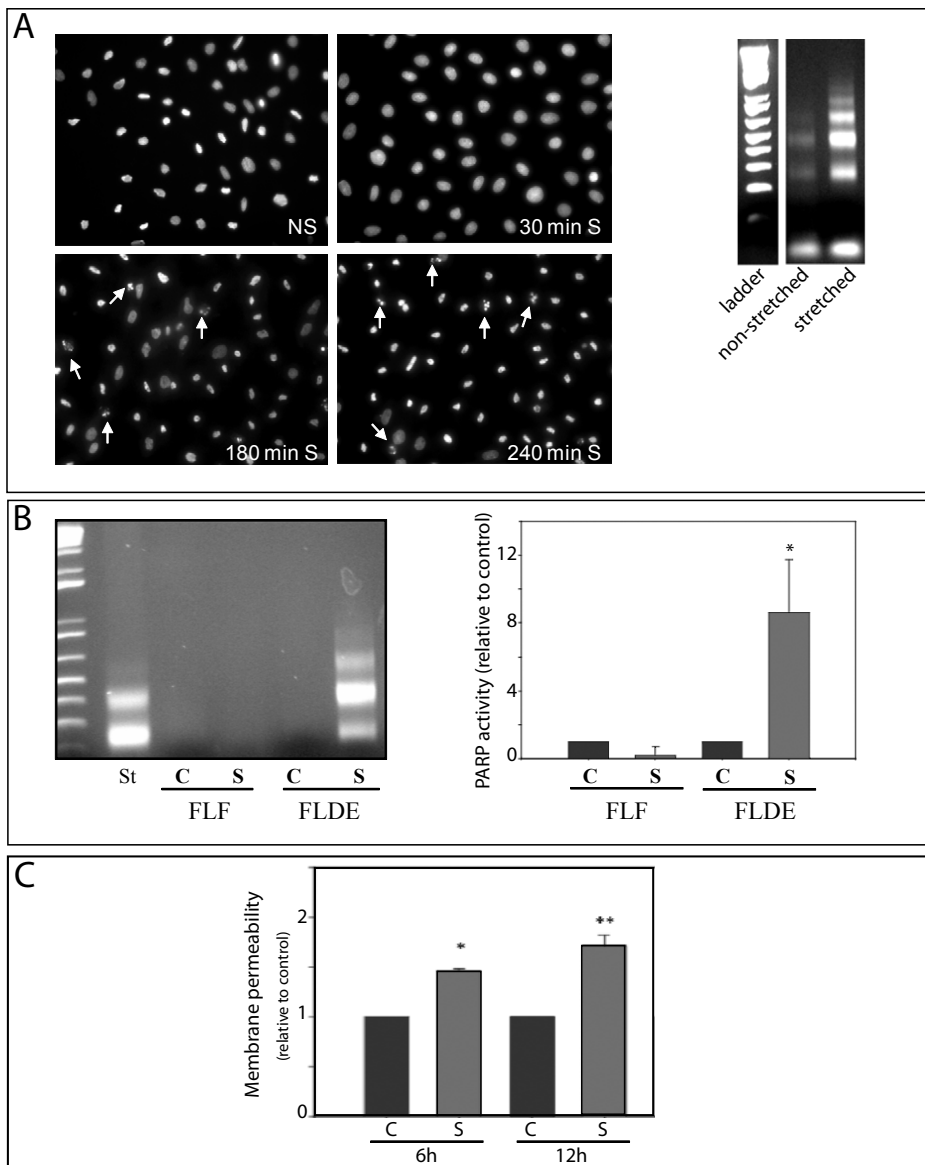 A
NS
30 min S
180 min S
240 min S
ladder
non-stretched
stretched
B
St
C
S
C
S
FLF
FLDE
PARP activity (relative to control)
12
8
4
0
*
C
S
C
S
FLF
FLDE
C
Membrane permeability
(relative to control)
2
1
0
*
**
C
S
C
S
6h
12h